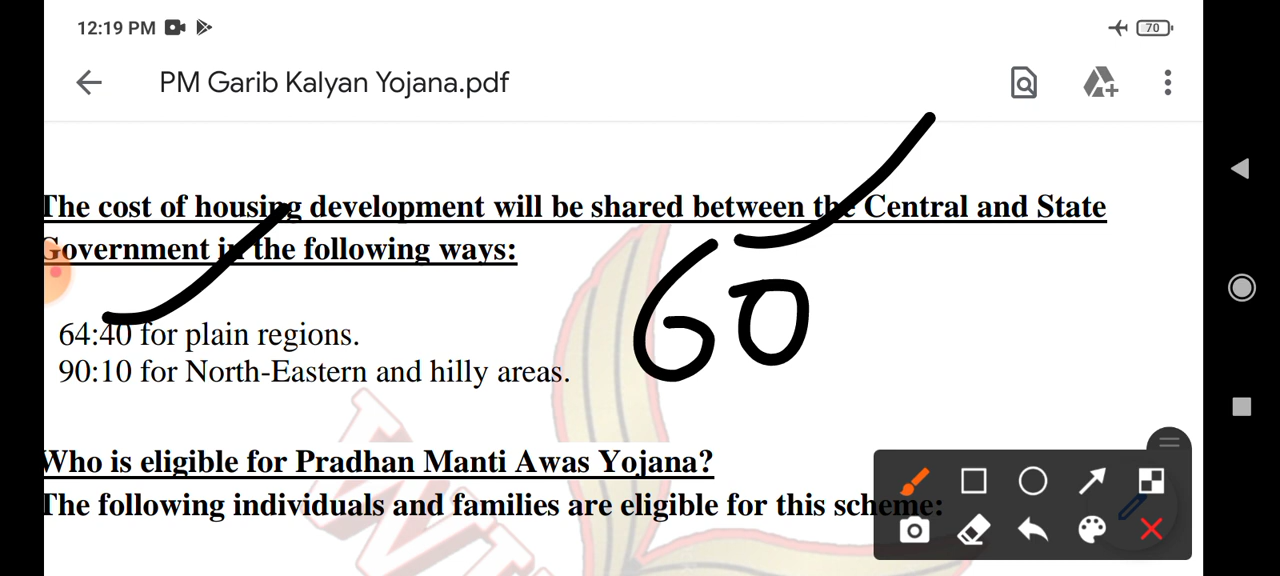 12:19 PM
70
PM Garib Kalyan Yojana.pdf
The cost of housing development will be shared between the Central and State
Government in the following ways:
60
64:40 for plain regions.
90:10 for North-Eastern and hilly areas.
Who is eligible for Pradhan Manti Awas Yojana?
The following individuals and families are eligible for this scheme: